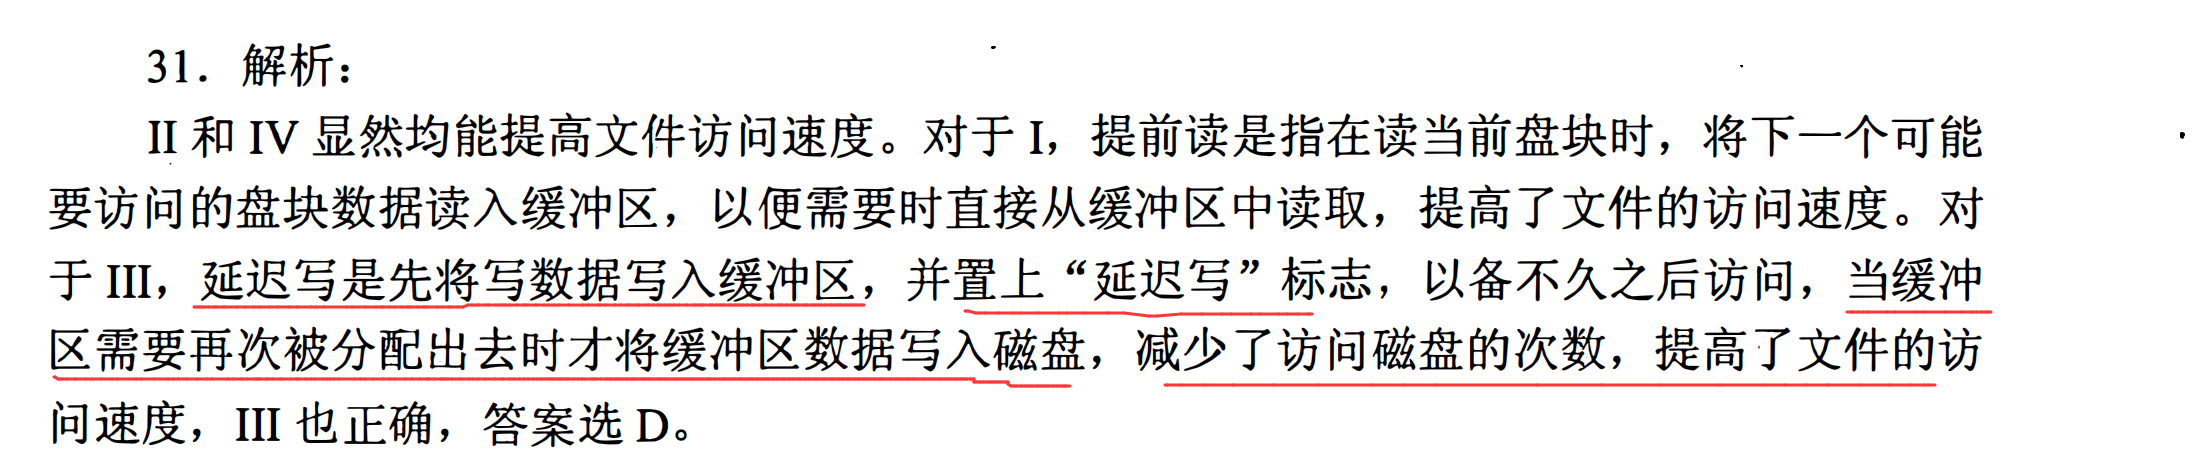 31．解析：
II 和 IV 显然均能提高文件访问速度。对于 I，提前读是指在读当前盘块时，将下一个可能
要访问的盘块数据读入缓冲区，以便需要时直接从缓冲区中读取，提高了文件的访问速度。对
于 III，延迟写是先将写数据写入缓冲区，并置上“延迟写”标志，以备不久之后访问，当缓冲
区需要再次被分配出去时才将缓冲区数据写入磁盘，减少了访问磁盘的次数，提高了文件的访
问速度，III 也正确，答案选 D。